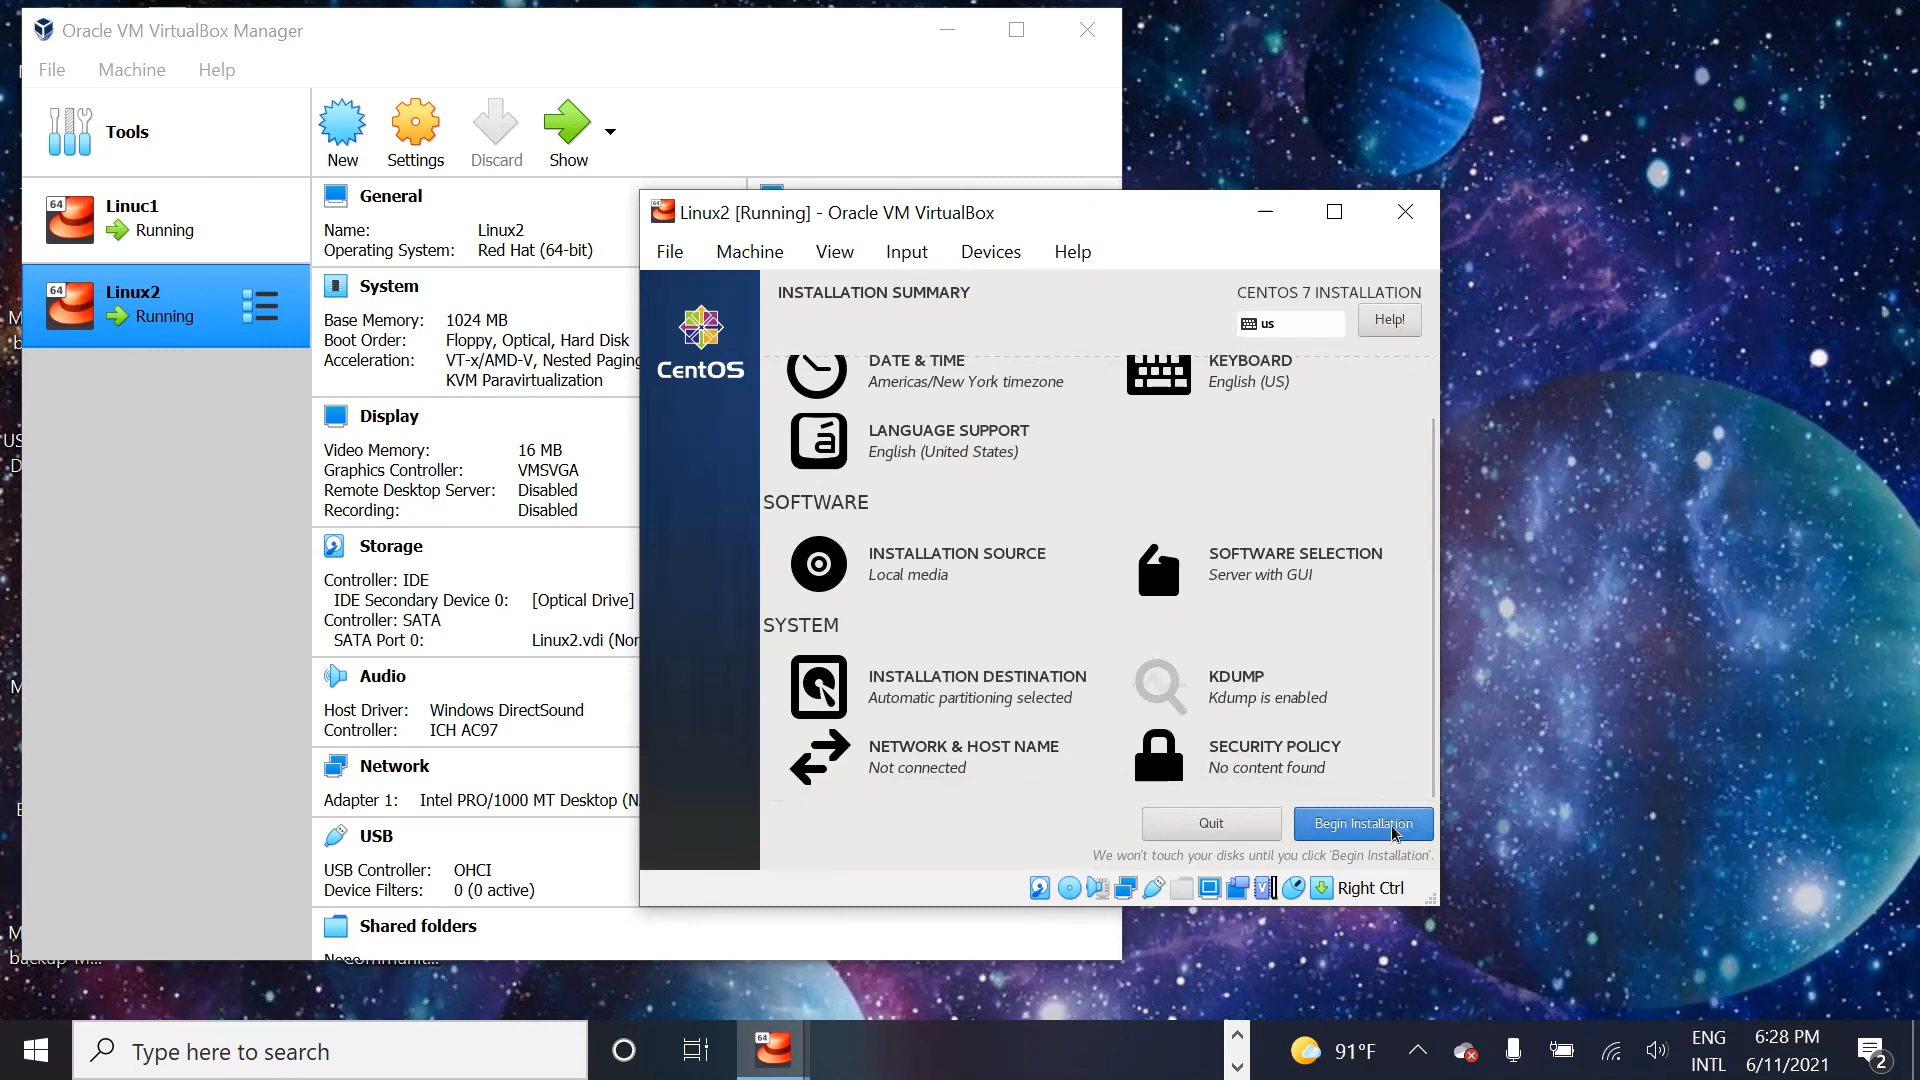 Oracle VM VirtualBox Manager
File Machine Help
Tools
New Settings Discard Show
64
Linuc1
Running
64
Linux2
Running
General
Name: Linux2
Operating System: Red Hat (64-bit)
System
Base Memory: 1024 MB
Boot Order: Floppy, Optical, Hard Disk
Acceleration: VT-x/AMD-V, Nested Paging
KVM Paravirtualization
Display
Video Memory: 16 MB
Graphics Controller: VMSVGA
Remote Desktop Server: Disabled
Recording: Disabled
Storage
Controller: IDE
IDE Secondary Device 0: [Optical Drive]
Controller: SATA
SATA Port 0: Linux2.vdi (Nor
Audio
Host Driver: Windows DirectSound
Controller: ICH AC97
Network
Adapter 1: Intel PRO/1000 MT Desktop (N
USB
USB Controller: OHCI
Device Filters: 0 (0 active)
Shared folders
64
Linux2 [Running] - Oracle VM VirtualBox
File Machine View Input Devices Help
CentOS
INSTALLATION SUMMARY
CENTOS 7 INSTALLATION
us
Help!
DATE & TIME
Americas/New York timezone
KEYBOARD
English (US)
LANGUAGE SUPPORT
English (United States)
SOFTWARE
INSTALLATION SOURCE
Local media
SOFTWARE SELECTION
Server with GUI
SYSTEM
INSTALLATION DESTINATION
Automatic partitioning selected
KDUMP
Kdump is enabled
NETWORK & HOST NAME
Not connected
SECURITY POLICY
No content found
Quit
Begin Installation
We won't touch your disks until you click 'Begin Installation'.
Right Ctrl
Type here to search
64
91°F
ENG
INTL
6:28 PM
6/11/2021
2